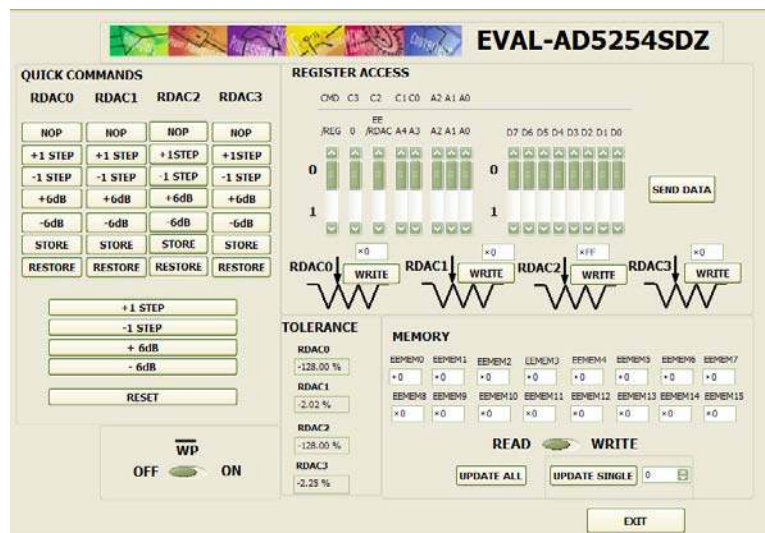 EVAL-AD5254SDZ
QUICK COMMANDS
RDAC0 RDAC1 RDAC2 RDAC3
NOP NOP NOP NOP
+1 STEP +1 STEP +1STEP +1STEP
-1 STEP -1 STEP -1 STEP -1 STEP
+6dB +6dB +6dB +6dB
-6dB -6dB -6dB -6dB
STORE STORE STORE STORE
RESTORE RESTORE RESTORE RESTORE
+1 STEP
-1 STEP
+ 6dB
- 6dB
RESET
WP
OFF ON
REGISTER ACCESS
CMD C3 C2 C1 C0 A2 A1 A0
EE
/REG 0 /RDAC A4 A3 A2 A1 A0 D7 D6 D5 D4 D3 D2 D1 D0
0 0
1 1
SEND DATA
×0 ×0 ×FF ×0
RDAC0 WRITE RDAC1 WRITE RDAC2 WRITE RDAC3 WRITE
TOLERANCE
RDAC0
-128.00 %
RDAC1
-2.02 %
RDAC2
-128.00 %
RDAC3
-2.25 %
MEMORY
EEMEM0 EEMEM1 EEMEM2 EEMEM3 EEMEM4 EEMEM5 EEMEM6 EEMEM7
×0 ×0 ×0 ×0 ×0 ×0 ×0 ×0
EEMEM8 EEMEM9 EEMEM10 EEMEM11 EEMEM12 EEMEM13 EEMEM14 EEMEM15
×0 ×0 ×0 ×0 ×0 ×0 ×0 ×0
READ WRITE
UPDATE ALL UPDATE SINGLE 0
EXIT